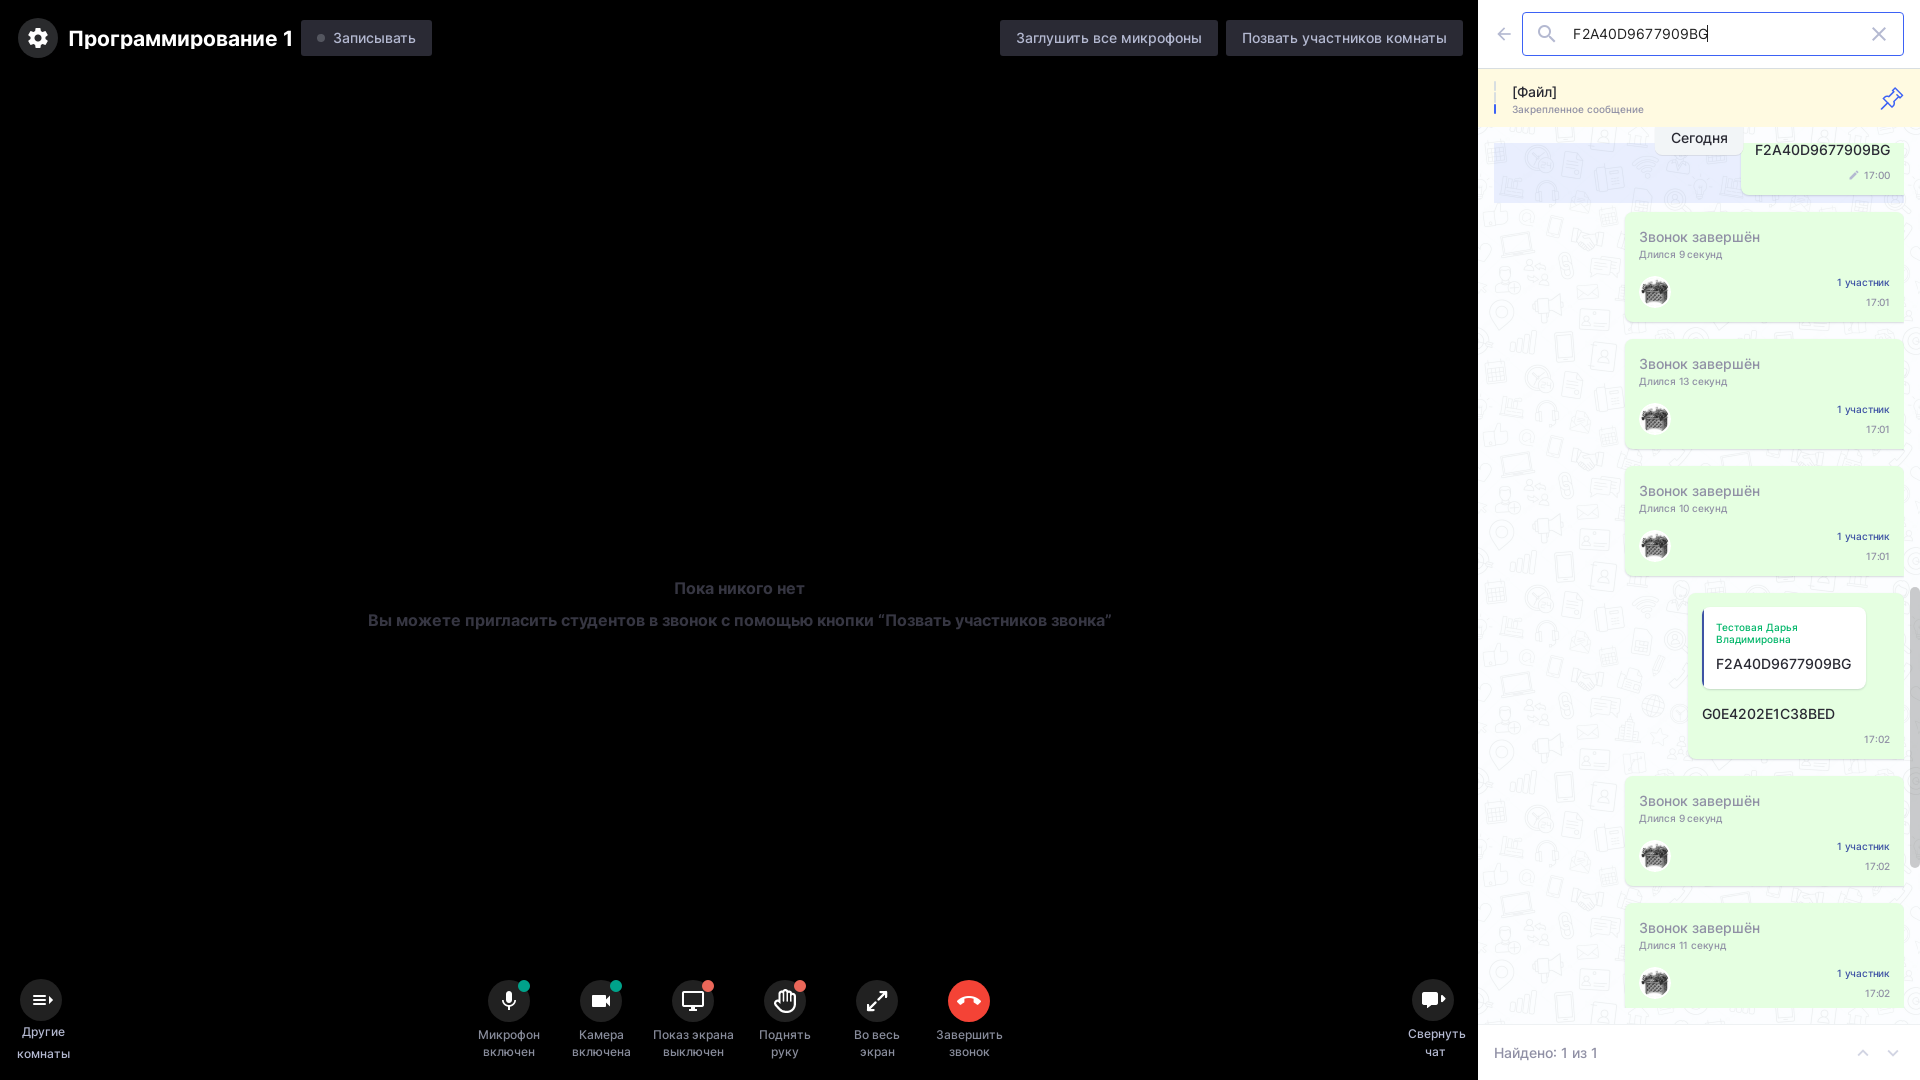 Программирование 1
Записывать
Заглушить все микрофоны
Позвать участников комнаты
F2A40D9677909BG
[Файл]
Закрепленное сообщение
Сегодня
F2A40D9677909BG
17:00
Звонок завершён
Длился 9 секунд
1 участник
17:01
Звонок завершён
Длился 13 секунд
1 участник
17:01
Звонок завершён
Длился 10 секунд
1 участник
17:01
Тестовая Дарья
Владимировна
F2A40D9677909BG
G0E4202E1C38BED
17:02
Звонок завершён
Длился 9 секунд
1 участник
17:02
Звонок завершён
Длился 11 секунд
1 участник
17:02
Найдено: 1 из 1
Пока никого нет
Вы можете пригласить студентов в звонок с помощью кнопки “Позвать участников звонка”
Другие
комнаты
Микрофон
включен
Камера
включена
Показ экрана
выключен
Поднять
руку
Во весь
экран
Завершить
звонок
Свернуть
чат